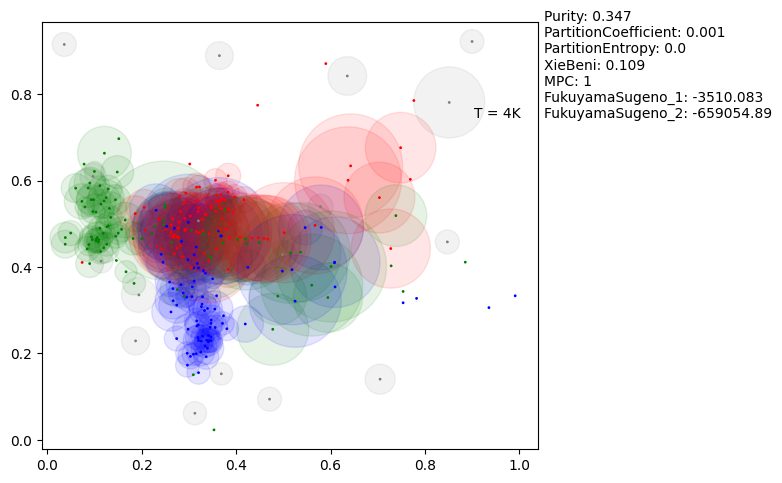 Purity: 0.347
PartitionCoefficient: 0.001
PartitionEntropy: 0.0
XieBeni: 0.109
MPC: 1
FukuyamaSugeno_1: -3510.083
FukuyamaSugeno_2: -659054.89
T = 4K
0.8
0.6
0.4
0.2
0.0
0.0 0.2 0.4 0.6 0.8 1.0